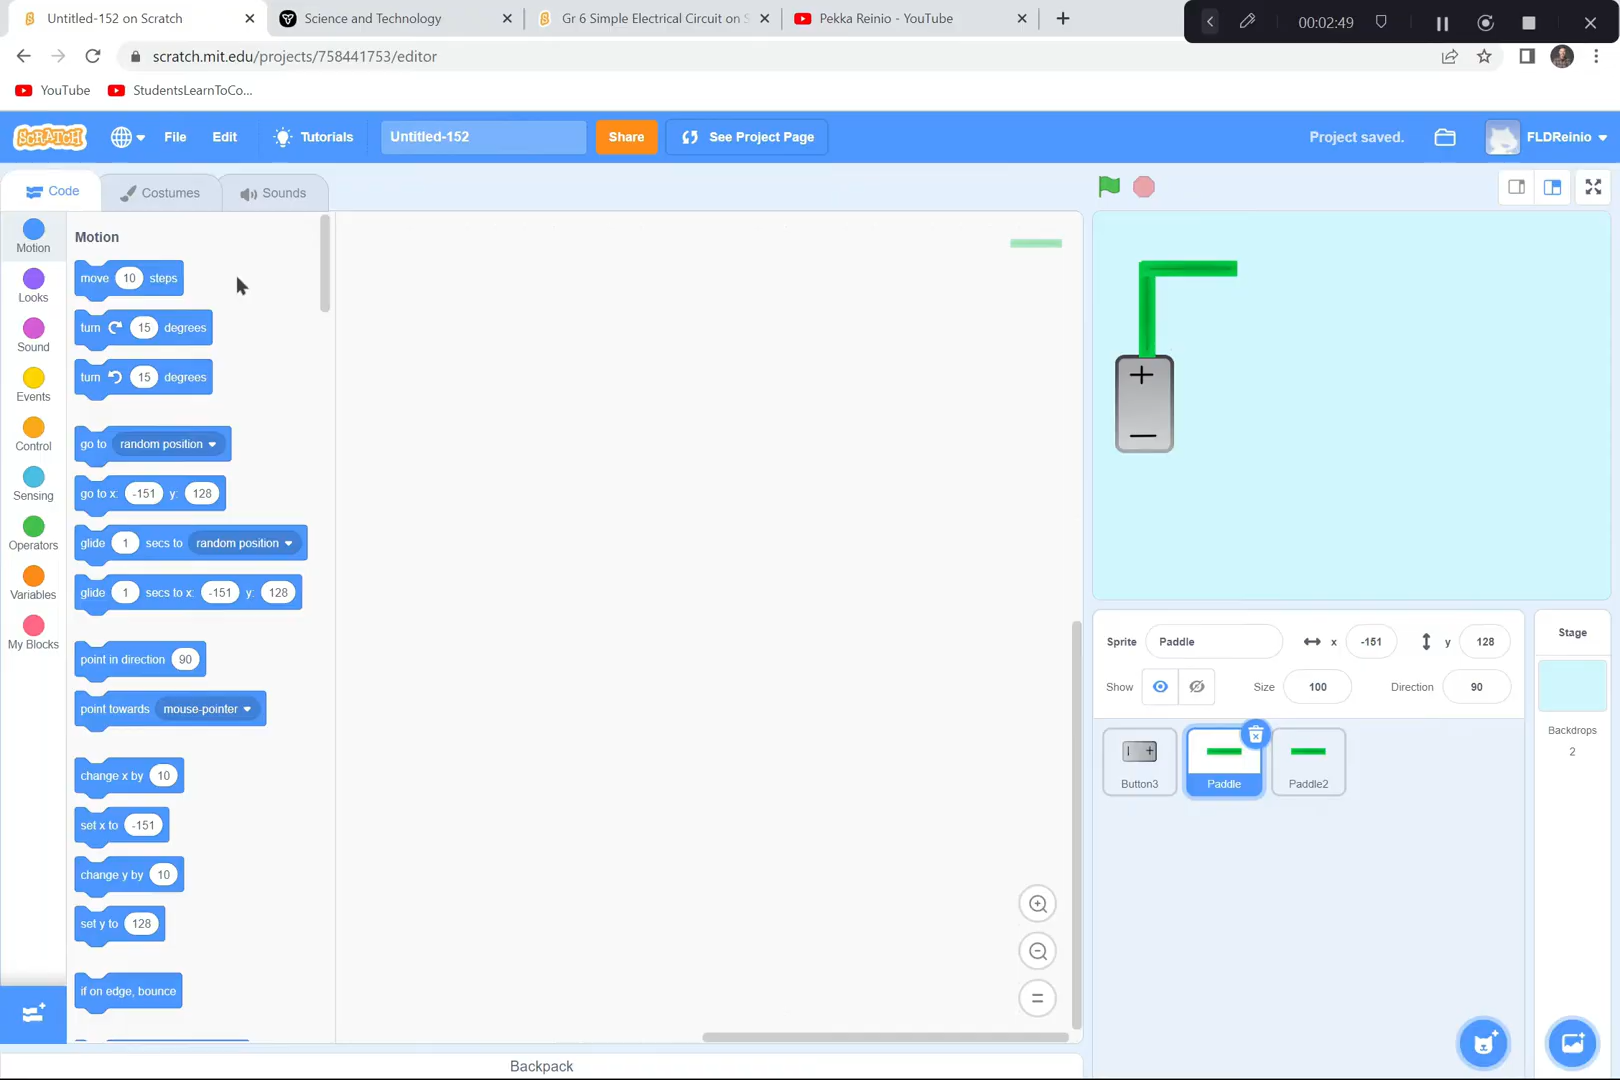 Untitled-152 on Scratch
Science and Technology
Gr 6 Simple Electrical Circuit on S
Pekka Reinio - YouTube
00:02:49
scratch.mit.edu/projects/758441753/editor
YouTube
StudentsLearnToCo...
SCRATCH
File
Edit
Tutorials
Untitled-152
Share
See Project Page
Project saved.
FLDReinio
Code
Costumes
Sounds
Motion
Looks
Sound
Events
Control
Sensing
Operators
Variables
My Blocks
Motion
move 10 steps
turn 15 degrees
turn 15 degrees
go to random position
go to x: -151 y: 128
glide 1 secs to random position
glide 1 secs to x: -151 y: 128
point in direction 90
point towards mouse-pointer
change x by 10
set x to -151
change y by 10
set y to 128
if on edge, bounce
+
−
Sprite Paddle x -151 y 128
Show Size 100 Direction 90
Button3
Paddle
Paddle2
Stage
Backdrops
2
Backpack